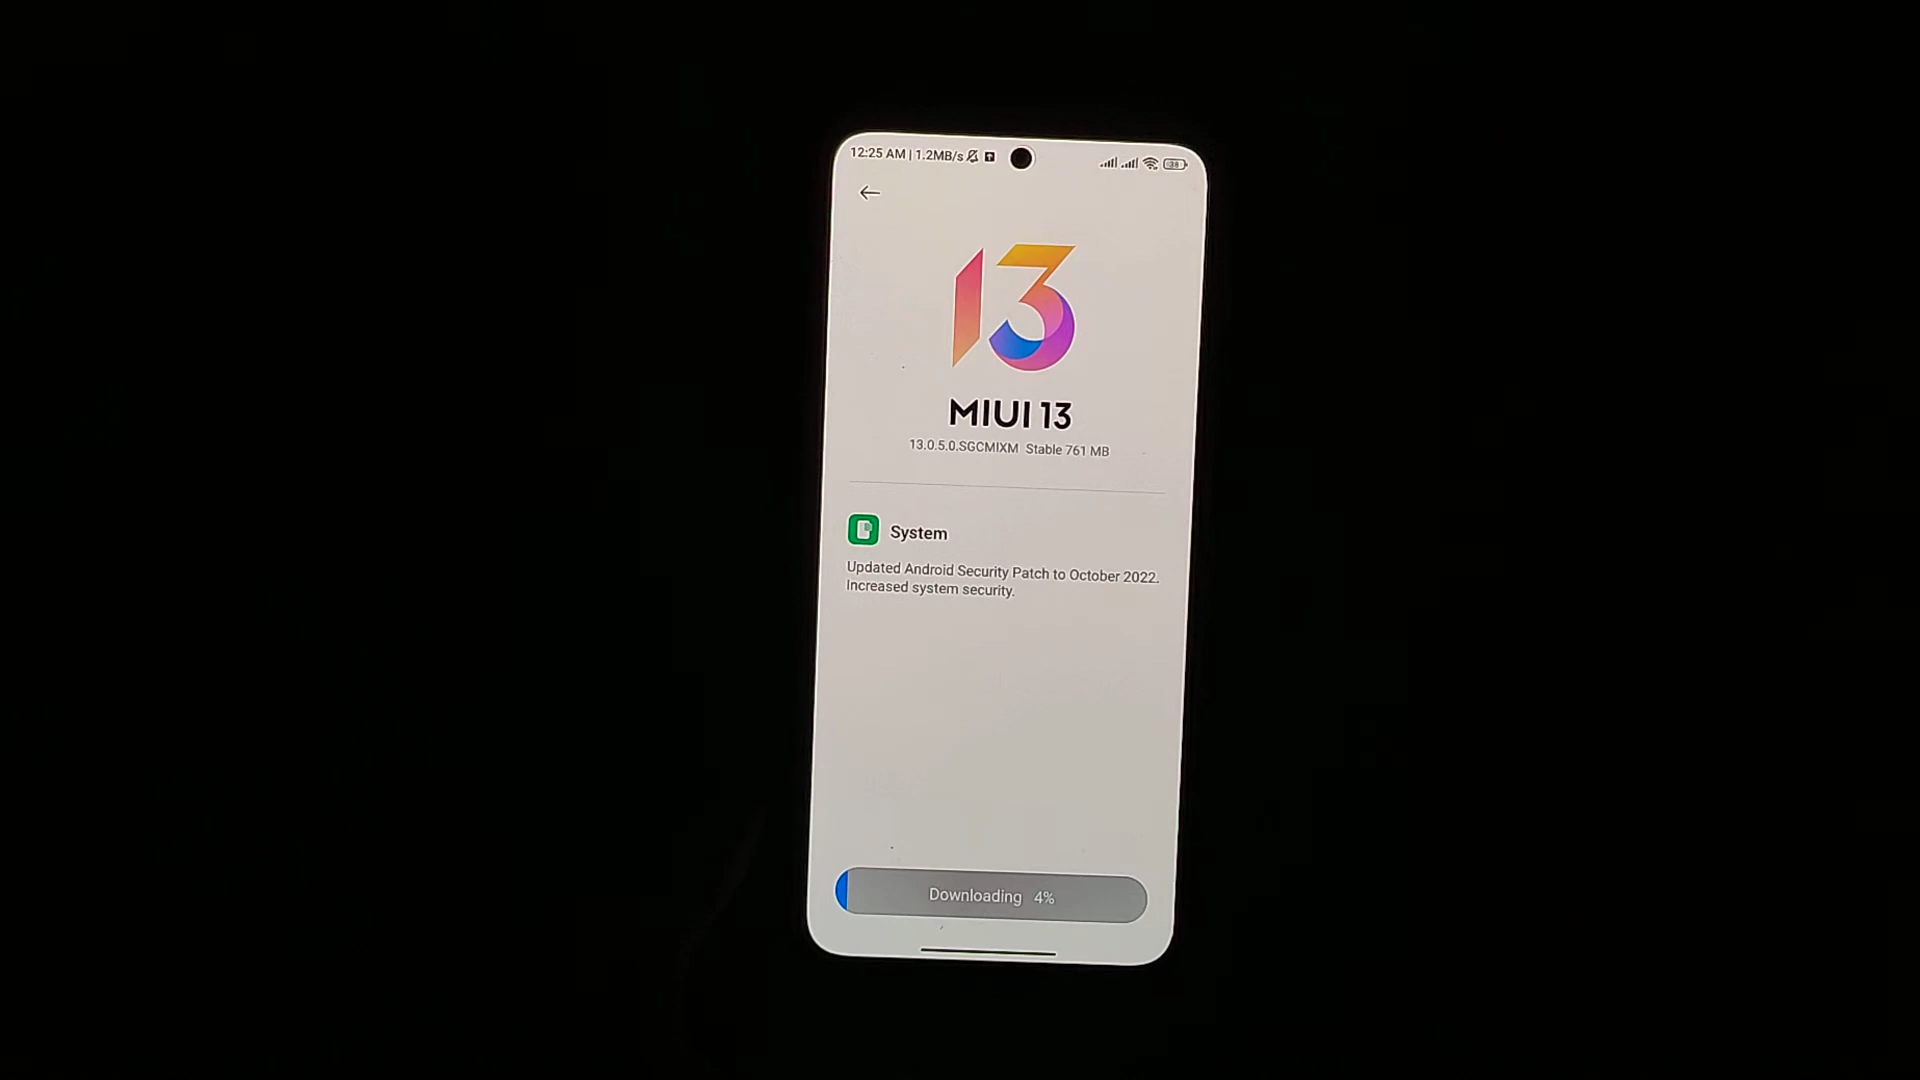 12:25 AM | 1.2MB/s
38
13
MIUI 13
13.0.5.0.SGCMIXM Stable 761 MB
System
Updated Android Security Patch to October 2022.
Increased system security.
Downloading 4%